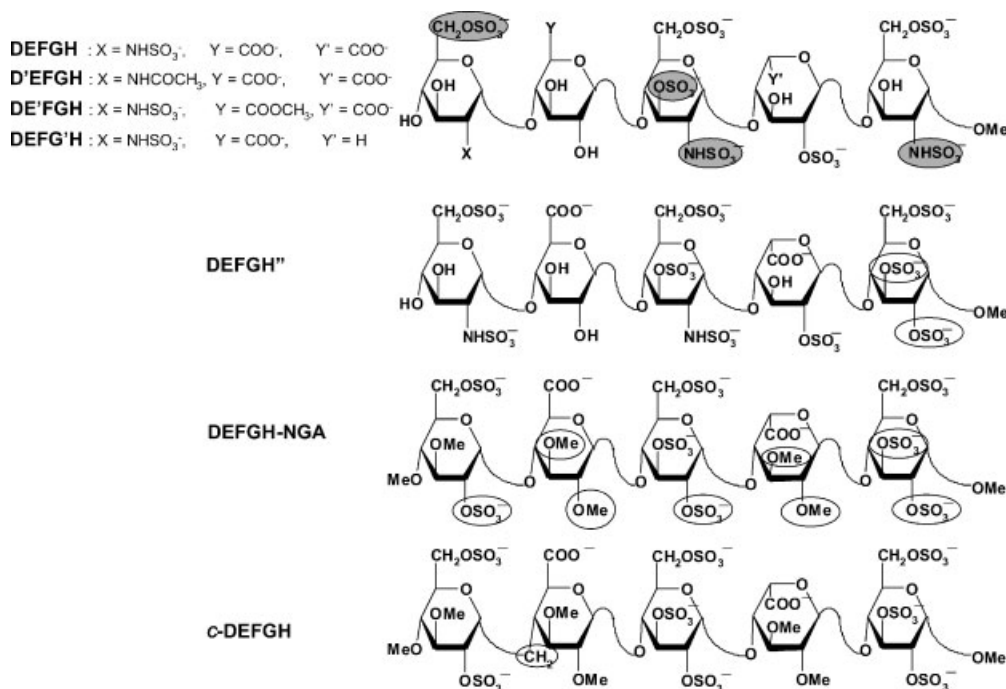 CH₂OSO₃⁻ Y CH₂OSO₃⁻ CH₂OSO₃⁻
DEFGH : X = NHSO₃⁻, Y = COO⁻, Y' = COO⁻
D'EFGH : X = NHCOCH₃, Y = COO⁻, Y' = COO⁻
DE'FGH : X = NHSO₃⁻, Y = COOCH₃, Y' = COO⁻
DEFG'H : X = NHSO₃⁻, Y = COO⁻, Y' = H
O O O O O
Y'
OH OH OSO₃⁻ OH OH
HO O O O O OMe
X OH NHSO₃⁻ OSO₃⁻ NHSO₃⁻
CH₂OSO₃⁻ COO⁻ CH₂OSO₃⁻ CH₂OSO₃⁻
DEFGH”
O O O O O
OH OH OSO₃⁻ COO⁻ OSO₃⁻
OH
HO O O O O OMe
NHSO₃⁻ OH NHSO₃⁻ OSO₃⁻ OSO₃⁻
CH₂OSO₃⁻ COO⁻ CH₂OSO₃⁻ CH₂OSO₃⁻
DEFGH-NGA
O O O O O
OMe OMe OSO₃⁻ COO⁻ OSO₃⁻
OMe
MeO O O O O OMe
OSO₃⁻ OMe OSO₃⁻ OMe OSO₃⁻
CH₂OSO₃⁻ COO⁻ CH₂OSO₃⁻ CH₂OSO₃⁻
c-DEFGH
O O O O O
OMe OMe OSO₃⁻ COO⁻ OSO₃⁻
OMe
MeO CH₂ O O O OMe
OSO₃⁻ OMe OSO₃⁻ OMe OSO₃⁻